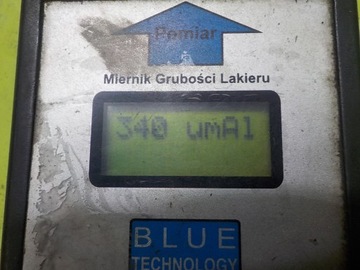 Pomiar
Miernik Grubości Lakieru
340 umAl
BLUE
TECHNOLOGY